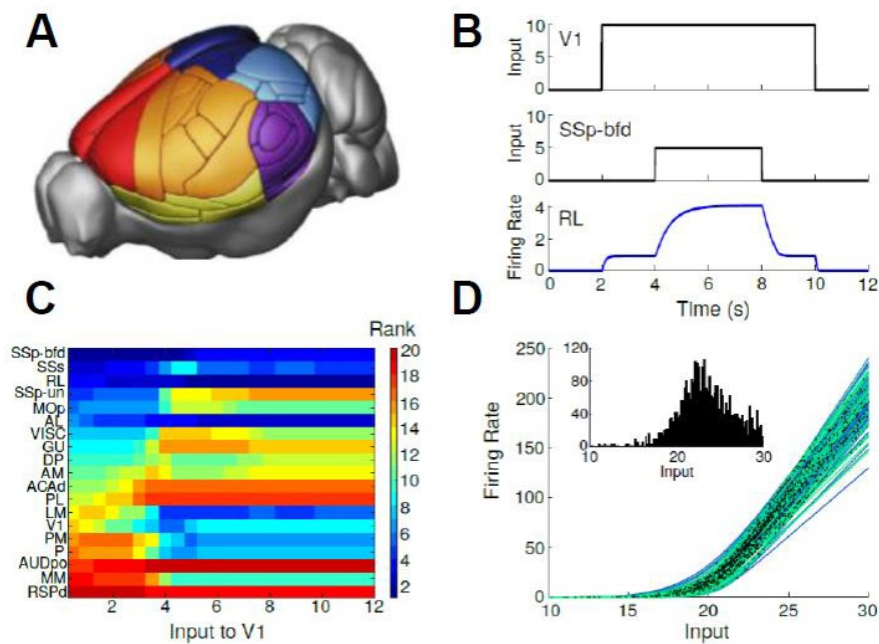 A
B
V1
Input
10
5
0
SSp-bfd
Input
10
5
0
RL
Firing Rate
4
2
0
0 2 4 6 8 10 12
Time (s)
C
Rank
SSp-bfd
SSs
RL
SSp-un
MOp
AL
VISC
GU
DP
AM
ACAd
PL
LM
V1
PM
P
AUDpo
MM
RSPd
2 4 6 8 10 12
Input to V1
20
18
16
14
12
10
8
6
4
2
D
Firing Rate
250
200
150
100
50
0
10 15 20 25 30
Input
120
80
40
0
10 20 30
Input